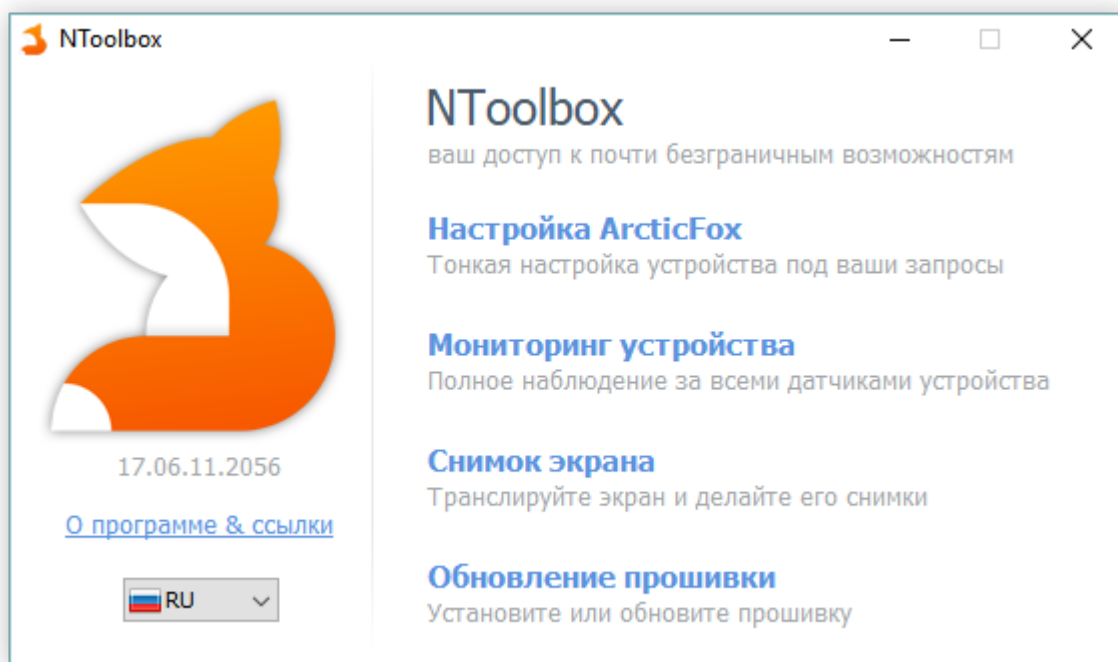 NToolbox
NToolbox
ваш доступ к почти безграничным возможностям
Настройка ArcticFox
Тонкая настройка устройства под ваши запросы
Мониторинг устройства
Полное наблюдение за всеми датчиками устройства
Снимок экрана
Транслируйте экран и делайте его снимки
Обновление прошивки
Установите или обновите прошивку
17.06.11.2056
О программе & ссылки
RU